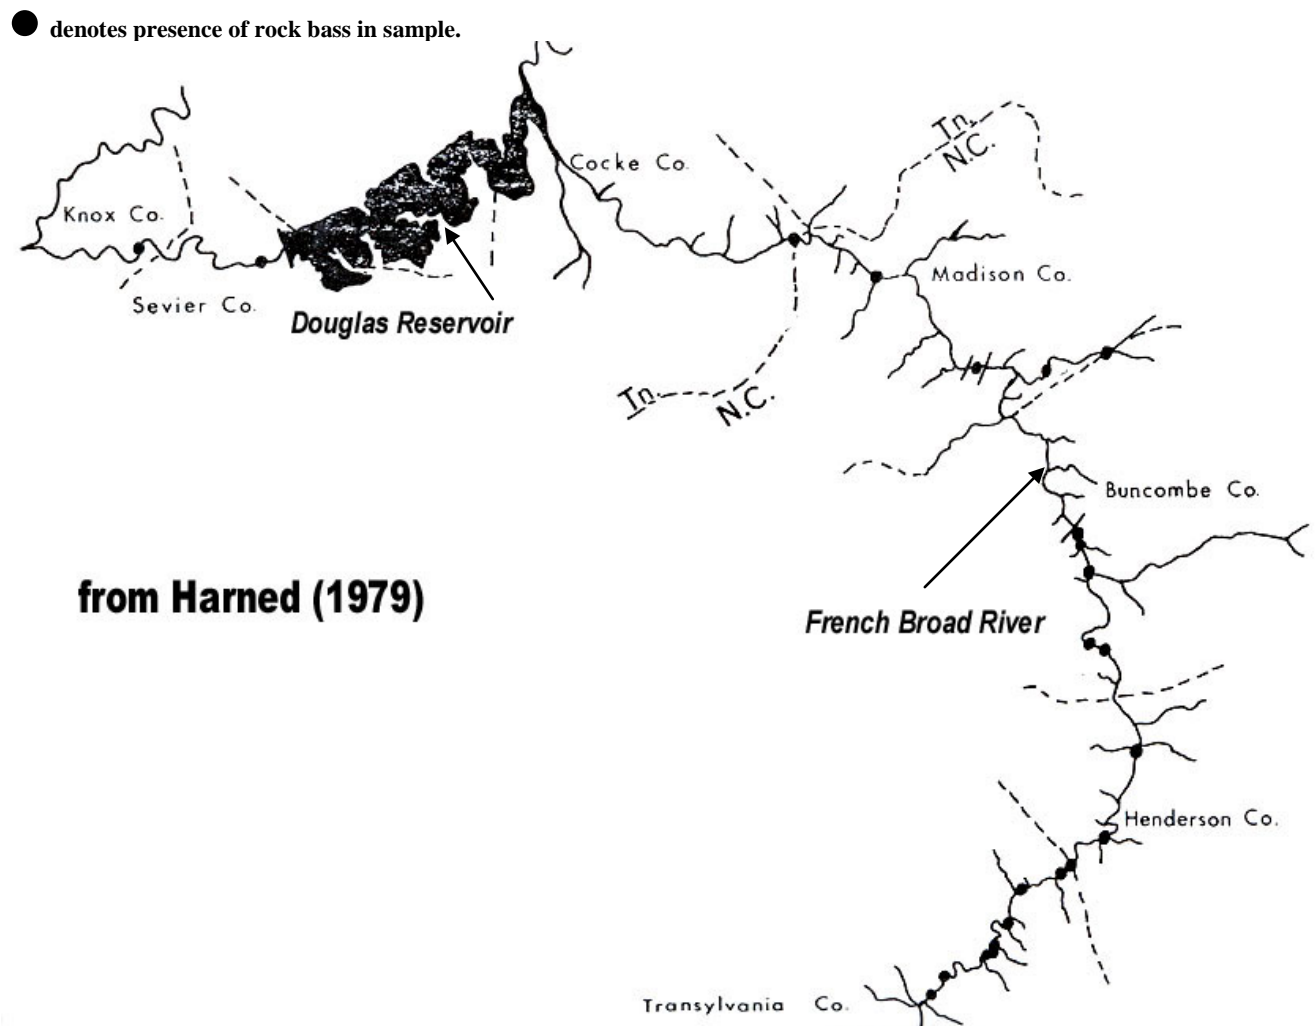 denotes presence of rock bass in sample.
Cocke Co.
Tn.
N.C.
Knox Co.
Madison Co.
Sevier Co.
Douglas Reservoir
Tn.
N.C.
Buncombe Co.
from Harned (1979)
French Broad River
Henderson Co.
Transylvania Co.